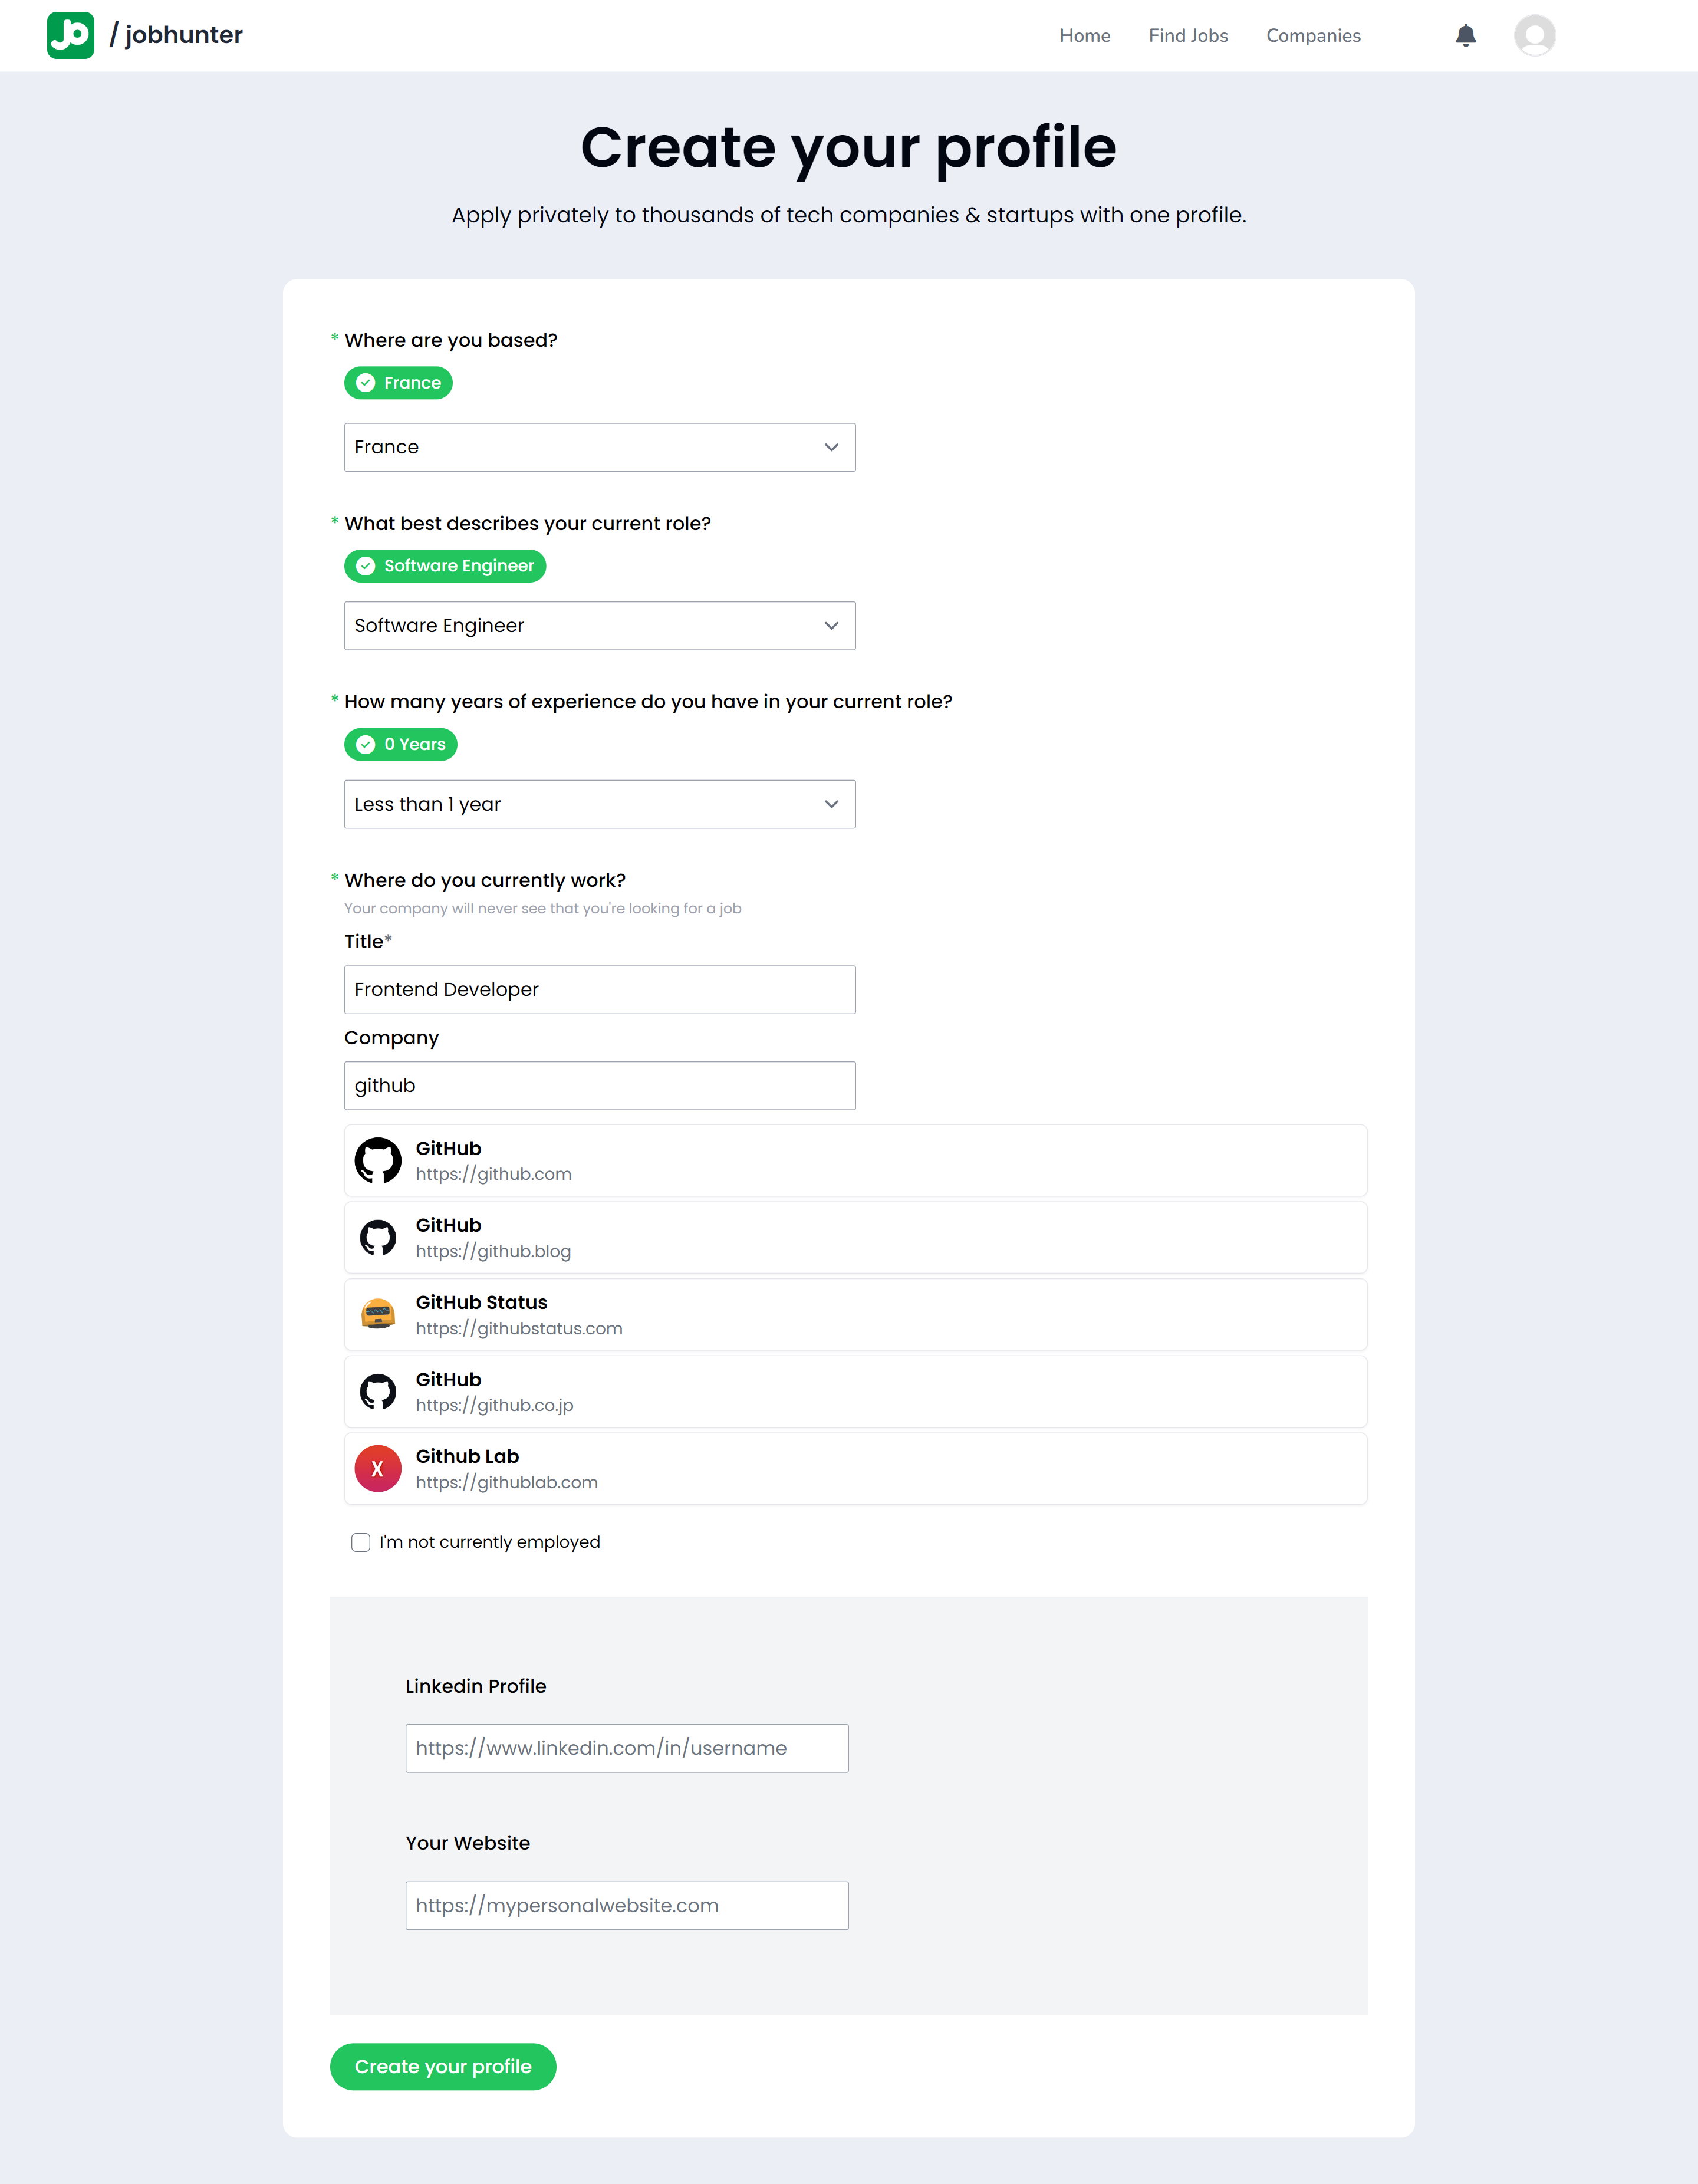 Jo / jobhunter
Home Find Jobs Companies
Create your profile
Apply privately to thousands of tech companies & startups with one profile.
* Where are you based?
France
France
* What best describes your current role?
Software Engineer
Software Engineer
* How many years of experience do you have in your current role?
0 Years
Less than 1 year
* Where do you currently work?
Your company will never see that you're looking for a job
Title*
Frontend Developer
Company
github
GitHub
https://github.com
GitHub
https://github.blog
GitHub Status
https://githubstatus.com
GitHub
https://github.co.jp
X
Github Lab
https://githublab.com
I'm not currently employed
Linkedin Profile
https://www.linkedin.com/in/username
Your Website
https://mypersonalwebsite.com
Create your profile